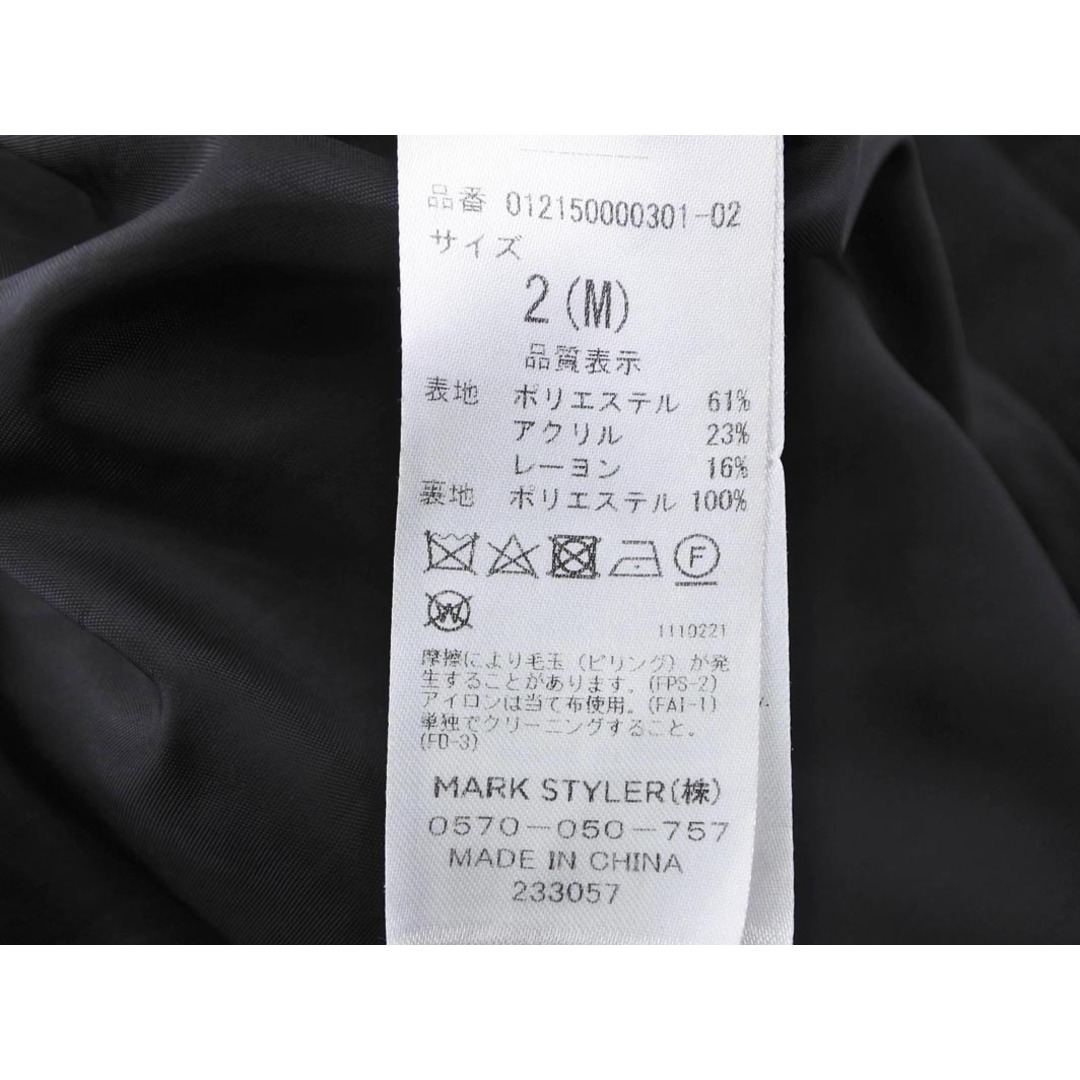 品番 012150000301-02
サイズ
2(M)
品質表示
表地 ポリエステル 61%
アクリル 23%
レーヨン 16%
裏地 ポリエステル 100%
F
W
1110221
摩擦により毛玉（ピリング）が発
生することがあります。(FPS-2)
アイロンは当て布使用。(FAI-1)
単独でクリーニングすること。
(FD-3)
MARK STYLER(株)
0570-050-757
MADE IN CHINA
233057